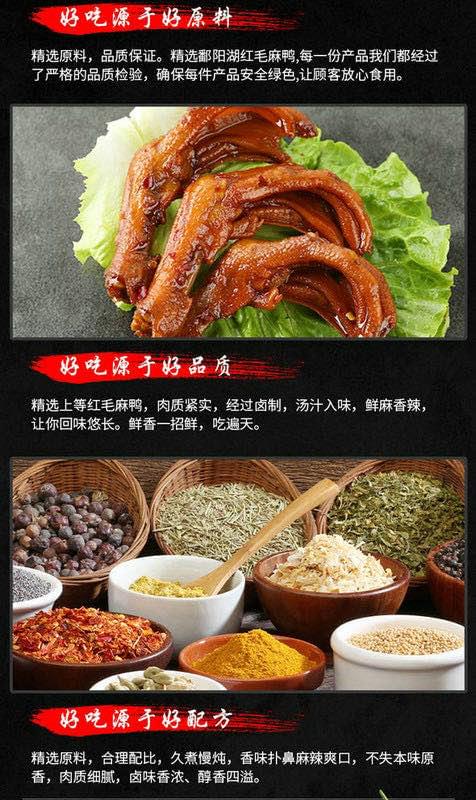 好吃源于好原料
精选原料，品质保证。精选鄱阳湖红毛麻鸭,每一份产品我们都经过
了严格的品质检验，确保每件产品安全绿色,让顾客放心食用。
好吃源于好品质
精选上等红毛麻鸭，肉质紧实，经过卤制，汤汁入味，鲜麻香辣，
让你回味悠长。鲜香一招鲜，吃遍天。
好吃源于好配方
精选原料，合理配比，久煮慢炖，香味扑鼻麻辣爽口，不失本味原
香，肉质细腻，卤味香浓、醇香四溢。